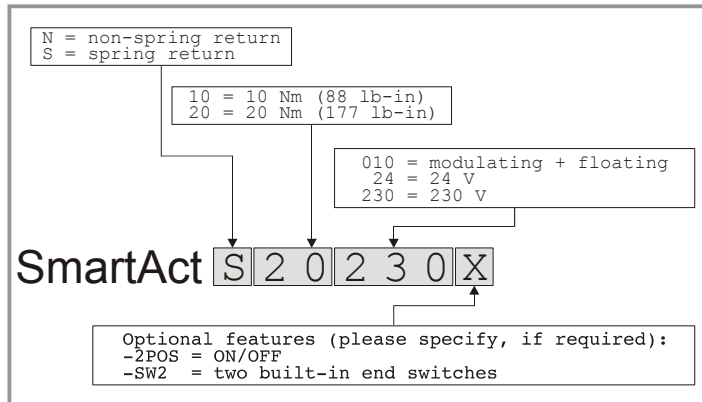 N = non-spring return
S = spring return
10 = 10 Nm (88 lb-in)
20 = 20 Nm (177 lb-in)
010 = modulating + floating
24 = 24 V
230 = 230 V
SmartAct S 2 0 2 3 0 X
Optional features (please specify, if required):
-2POS = ON/OFF
-SW2 = two built-in end switches